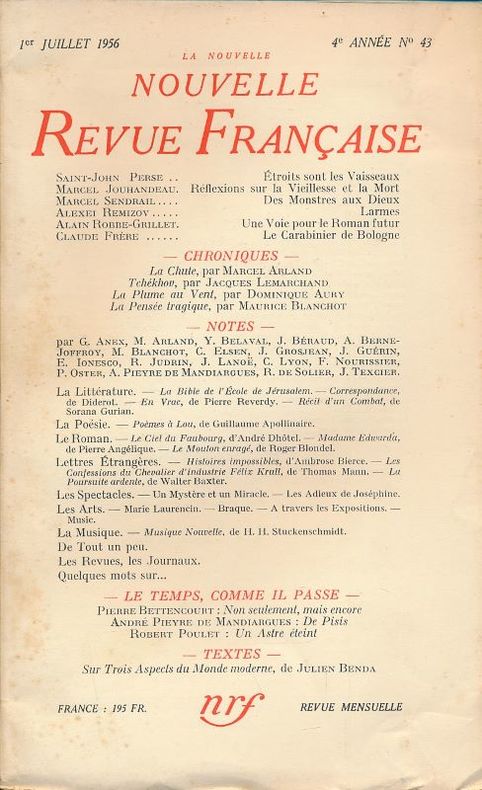 1er JUILLET 1956 4e ANNÉE No 43
LA NOUVELLE
NOUVELLE
REVUE FRANÇAISE
SAINT-JOHN PERSE .. Étroits sont les Vaisseaux
MARCEL JOUHANDEAU. Réflexions sur la Vieillesse et la Mort
MARCEL SENDRAIL.... Des Monstres aux Dieux
ALEXEI REMIZOV..... Larmes
ALAIN ROBBE-GRILLET. Une Voie pour le Roman futur
CLAUDE FRÈRE ...... Le Carabinier de Bologne
— CHRONIQUES —
La Chute, par MARCEL ARLAND
Tchékhov, par JACQUES LEMARCHAND
La Plume au Vent, par DOMINIQUE AURY
La Pensée tragique, par MAURICE BLANCHOT
— NOTES —
par G. ANEX, M. ARLAND, Y. BELAVAL, J. BÉRAUD, A. BERNE-
JOFFROY, M. BLANCHOT, C. ELSEN, J. GROSJEAN, J. GUÉRIN,
E. IONESCO, R. JUDRIN, J. LANOË, C. LYON, F. NOURISSIER,
P. OSTER, A. PIEYRE DE MANDIARGUES, R. DE SOLIER, J. TEXCIER.
La Littérature. — La Bible de l'École de Jérusalem. — Correspondance,
de Diderot. — En Vrac, de Pierre Reverdy. — Récit d'un Combat, de
Sorana Gurian.
La Poésie. — Poèmes à Lou, de Guillaume Apollinaire.
Le Roman. — Le Ciel du Faubourg, d'André Dhôtel. — Madame Edwarda,
de Pierre Angélique. — Le Mouton enragé, de Roger Blondel.
Lettres Étrangères. — Histoires impossibles, d'Ambrose Bierce. — Les
Confessions du Chevalier d'industrie Félix Krull, de Thomas Mann. — La
Poursuite ardente, de Walter Baxter.
Les Spectacles. — Un Mystère et un Miracle. — Les Adieux de Joséphine.
Les Arts. — Marie Laurencin. — Braque. — A travers les Expositions. —
Music.
La Musique. — Musique Nouvelle, de H. H. Stuckenschmidt.
De Tout un peu.
Les Revues, les Journaux.
Quelques mots sur...
— LE TEMPS, COMME IL PASSE —
PIERRE BETTENCOURT : Non seulement, mais encore
ANDRÉ PIEYRE DE MANDIARGUES : De Pisis
ROBERT POULET : Un Astre éteint
— TEXTES —
Sur Trois Aspects du Monde moderne, de JULIEN BENDA
FRANCE : 195 FR. nrf REVUE MENSUELLE